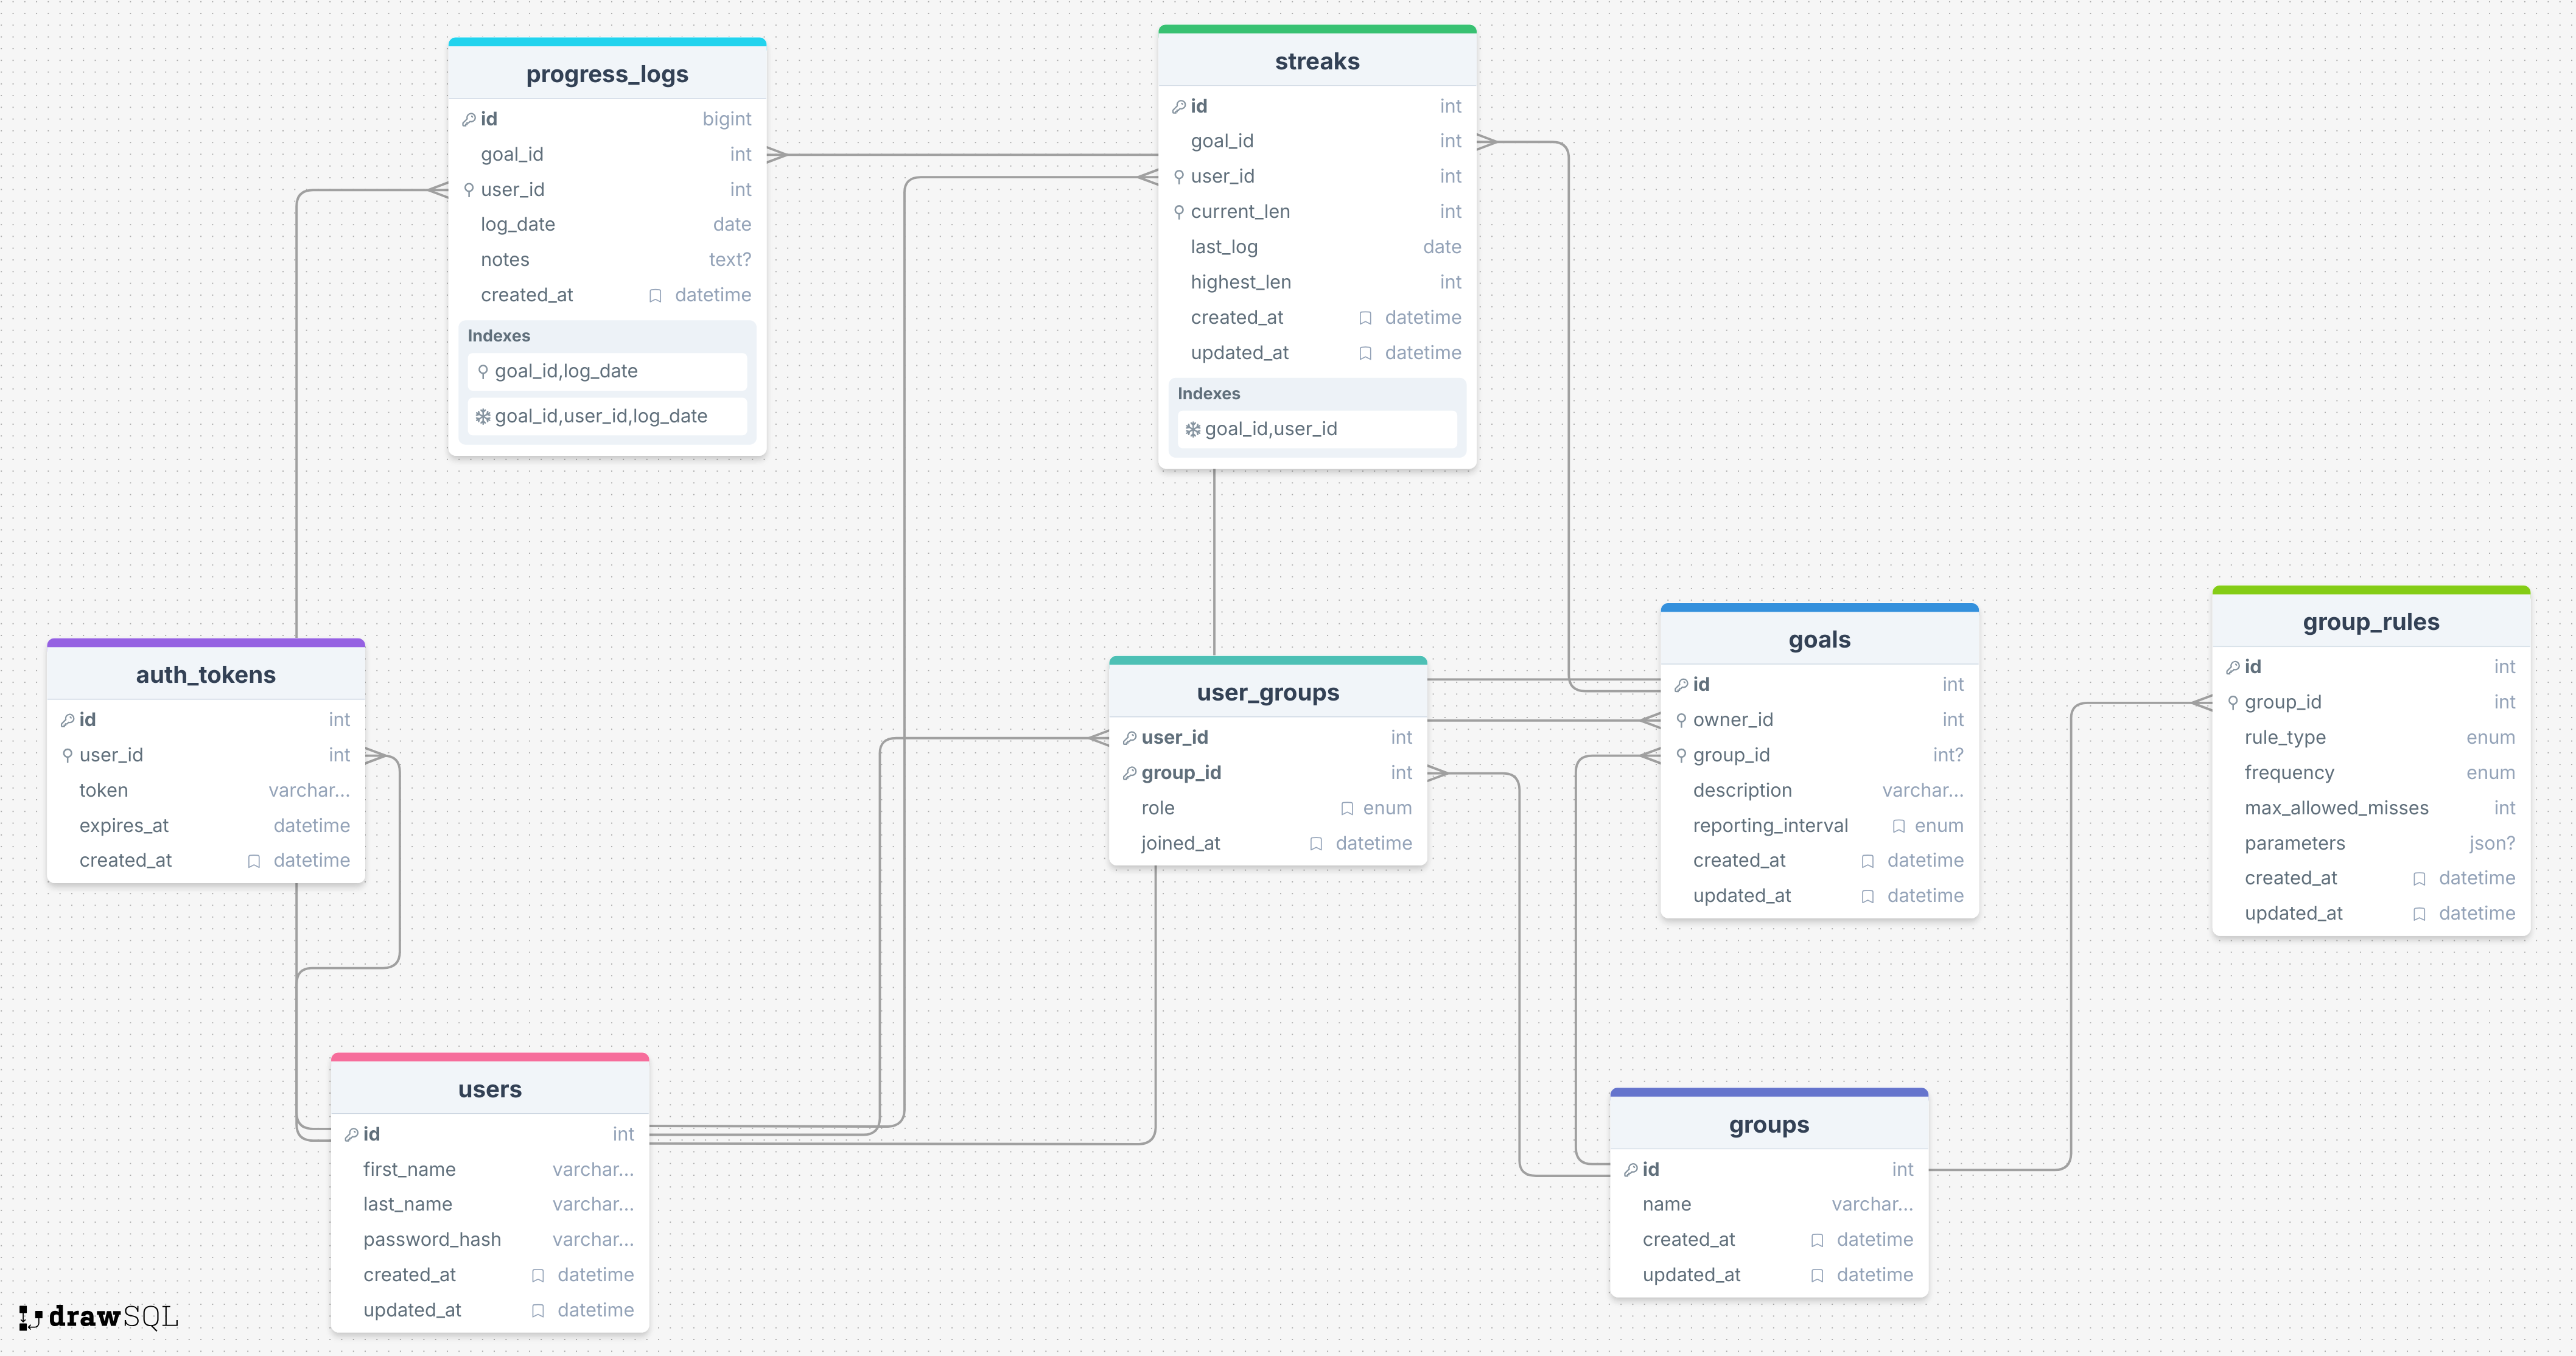 progress_logs
id bigint
goal_id int
user_id int
log_date date
notes text?
created_at datetime
Indexes
goal_id,log_date
goal_id,user_id,log_date
streaks
id int
goal_id int
user_id int
current_len int
last_log date
highest_len int
created_at datetime
updated_at datetime
Indexes
goal_id,user_id
auth_tokens
id int
user_id int
token varchar...
expires_at datetime
created_at datetime
user_groups
user_id int
group_id int
role enum
joined_at datetime
goals
id int
owner_id int
group_id int?
description varchar...
reporting_interval enum
created_at datetime
updated_at datetime
group_rules
id int
group_id int
rule_type enum
frequency enum
max_allowed_misses int
parameters json?
created_at datetime
updated_at datetime
users
id int
first_name varchar...
last_name varchar...
password_hash varchar...
created_at datetime
updated_at datetime
groups
id int
name varchar...
created_at datetime
updated_at datetime
drawSQL